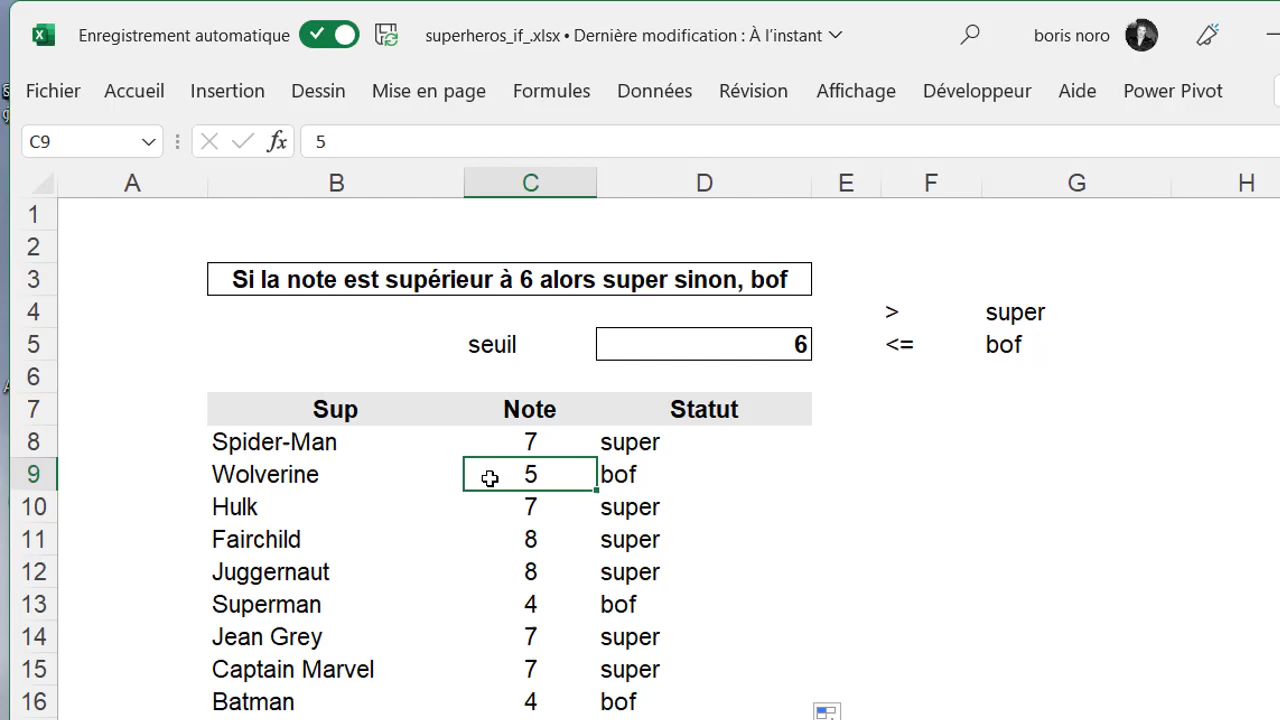 Enregistrement automatique superheros_if_.xlsx • Dernière modification : À l'instant boris noro
Fichier Accueil Insertion Dessin Mise en page Formules Données Révision Affichage Développeur Aide Power Pivot
C9 fx 5
A B C D E F G H
1
2
3 Si la note est supérieur à 6 alors super sinon, bof
4 > super
5 seuil 6 <= bof
6
7 Sup Note Statut
8 Spider-Man 7 super
9 Wolverine 5 bof
10 Hulk 7 super
11 Fairchild 8 super
12 Juggernaut 8 super
13 Superman 4 bof
14 Jean Grey 7 super
15 Captain Marvel 7 super
16 Batman 4 bof